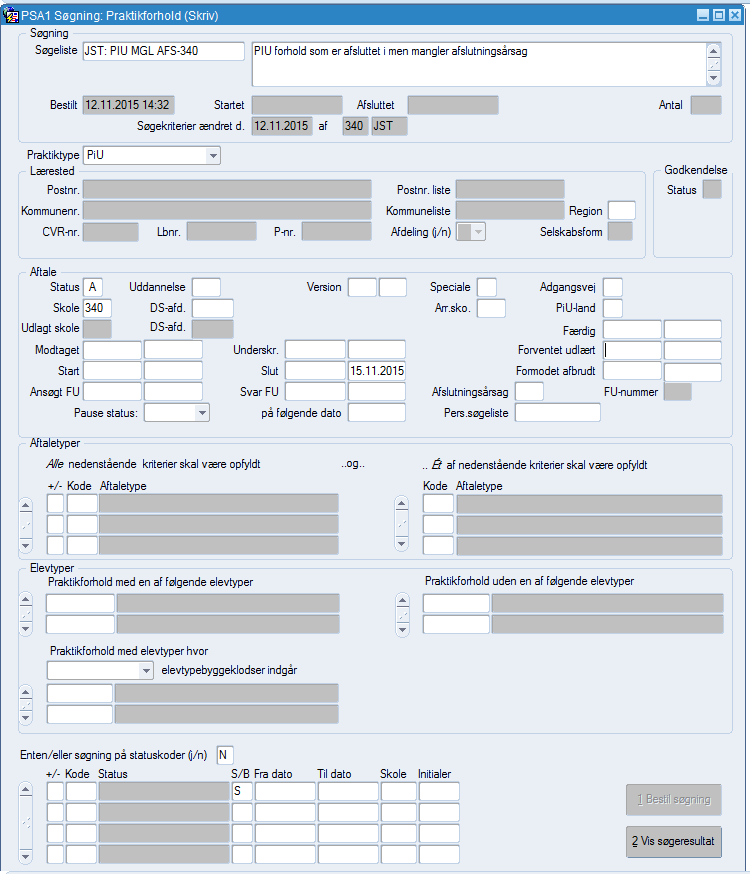 PSA1 Søgning: Praktikforhold (Skriv)
Søgning
Søgeliste JST: PIU MGL AFS-340 PIU forhold som er afsluttet i men mangler afslutningsårsag
Bestilt 12.11.2015 14:32 Startet Afsluttet Antal
Søgekriterier ændret d. 12.11.2015 af 340 JST
Praktiktype PiU
Lærested Godkendelse
Postnr. Postnr. liste Status
Kommunenr. Kommuneliste Region
CVR-nr. Lbnr. P-nr. Afdeling (j/n) Selskabsform
Aftale
Status A Uddannelse Version Speciale Adgangsvej
Skole 340 DS-afd. Arr.sko. PiU-land
Udlagt skole DS-afd. Færdig
Modtaget Underskr. Forventet udlært
Start Slut 15.11.2015 Formodet afbrudt
Ansøgt FU Svar FU Afslutningsårsag FU-nummer
Pause status: på følgende dato Pers.søgeliste
Aftaletyper
Alle nedenstående kriterier skal være opfyldt ..og.. .. Ét af nedenstående kriterier skal være opfyldt
+/- Kode Aftaletype Kode Aftaletype
Elevtyper
Praktikforhold med en af følgende elevtyper Praktikforhold uden en af følgende elevtyper
Praktikforhold med elevtyper hvor
elevtypebyggeklodser indgår
Enten/eller søgning på statuskoder (j/n) N
+/- Kode Status S/B Fra dato Til dato Skole Initialer
S
1 Bestil søgning
2 Vis søgeresultat